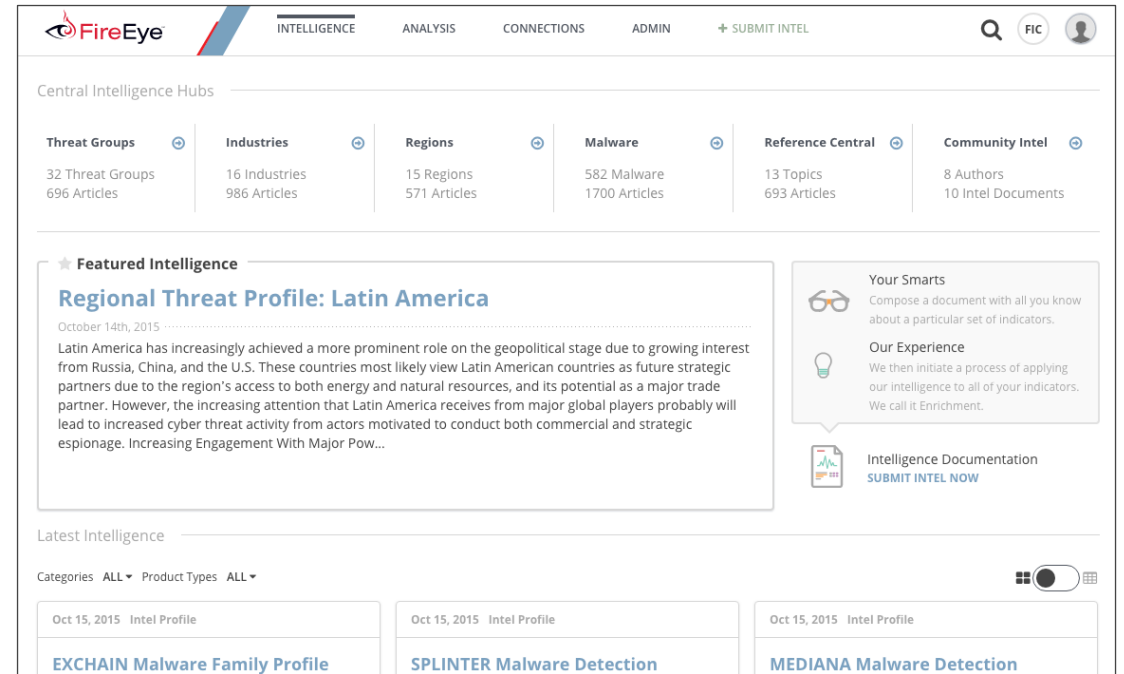 FireEye
INTELLIGENCE
ANALYSIS
CONNECTIONS
ADMIN
+ SUBMIT INTEL
FIC
Central Intelligence Hubs
Threat Groups
32 Threat Groups
696 Articles
Industries
16 Industries
986 Articles
Regions
15 Regions
571 Articles
Malware
582 Malware
1700 Articles
Reference Central
13 Topics
693 Articles
Community Intel
8 Authors
10 Intel Documents
Featured Intelligence
Regional Threat Profile: Latin America
October 14th, 2015
Latin America has increasingly achieved a more prominent role on the geopolitical stage due to growing interest
from Russia, China, and the U.S. These countries most likely view Latin American countries as future strategic
partners due to the region's access to both energy and natural resources, and its potential as a major trade
partner. However, the increasing attention that Latin America receives from major global players probably will
lead to increased cyber threat activity from actors motivated to conduct both commercial and strategic
espionage. Increasing Engagement With Major Pow...
Your Smarts
Compose a document with all you know
about a particular set of indicators.
Our Experience
We then initiate a process of applying
our intelligence to all of your indicators.
We call it Enrichment.
Intelligence Documentation
SUBMIT INTEL NOW
Latest Intelligence
Categories ALL Product Types ALL
Oct 15, 2015 Intel Profile
EXCHAIN Malware Family Profile
Oct 15, 2015 Intel Profile
SPLINTER Malware Detection
Oct 15, 2015 Intel Profile
MEDIANA Malware Detection